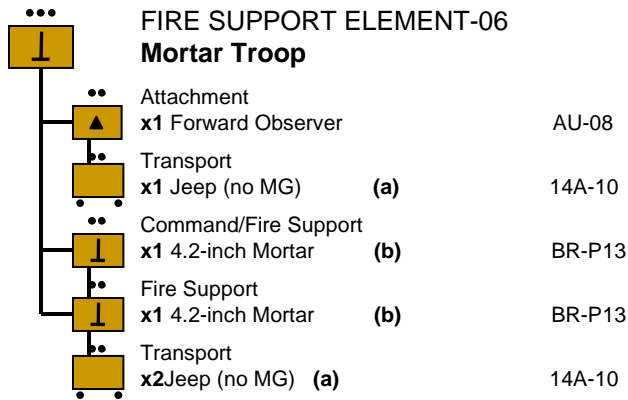 FIRE SUPPORT ELEMENT-06
Mortar Troop
Attachment
x1 Forward Observer AU-08
Transport
x1 Jeep (no MG) (a) 14A-10
Command/Fire Support
x1 4.2-inch Mortar (b) BR-P13
Fire Support
x1 4.2-inch Mortar (b) BR-P13
Transport
x2Jeep (no MG) (a) 14A-10